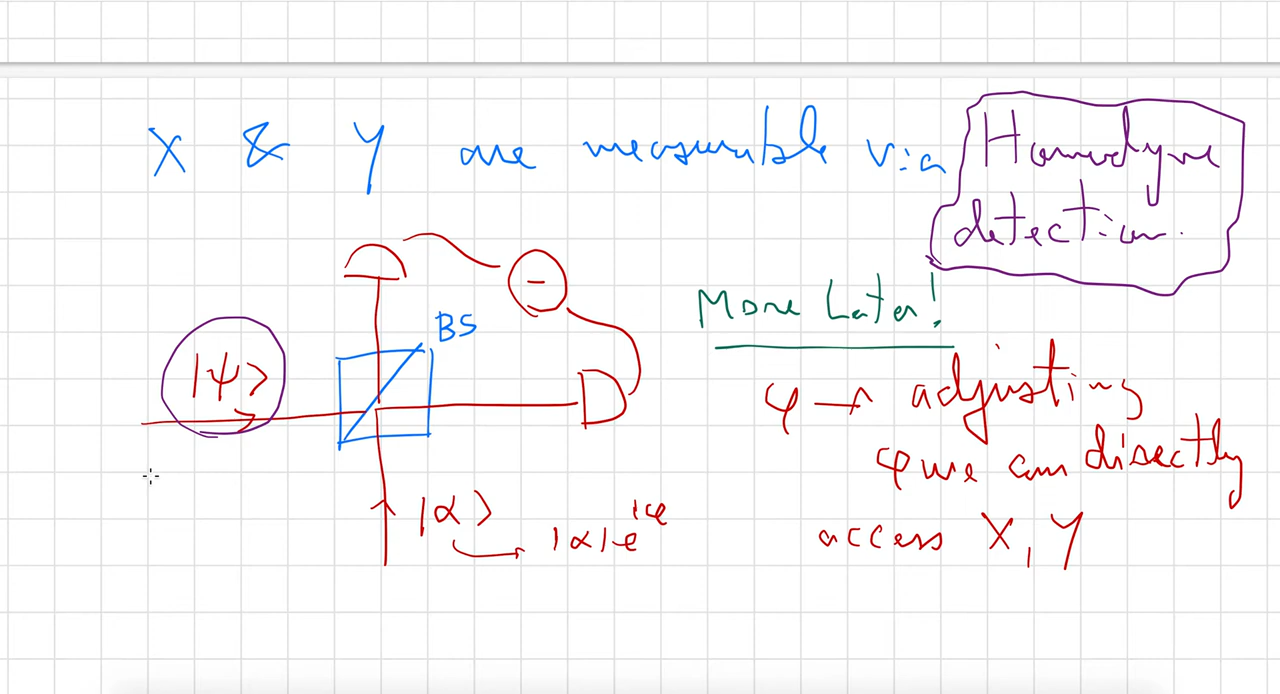 X & Y are measurable via Homodyne
detection.
−
BS
More Later!
|ψ⟩
φ → adjusting
φ we can directly
access X, Y
|α⟩
|α| e^{iφ}